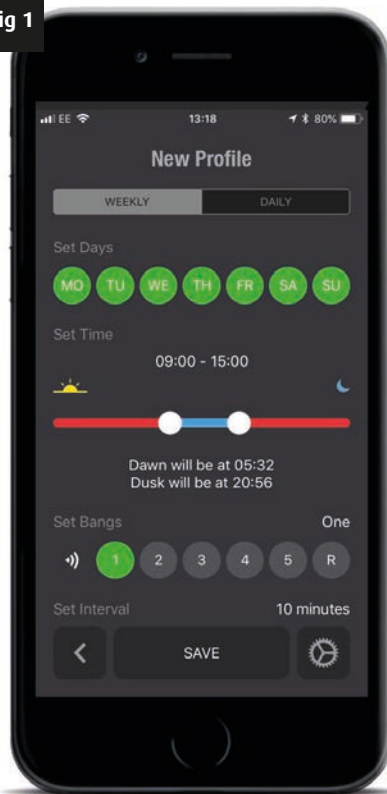 ig 1
EE 13:18 80%
New Profile
WEEKLY DAILY
Set Days
MO TU WE TH FR SA SU
Set Time
09:00 - 15:00
Dawn will be at 05:32
Dusk will be at 20:56
Set Bangs One
1 2 3 4 5 R
Set Interval 10 minutes
SAVE